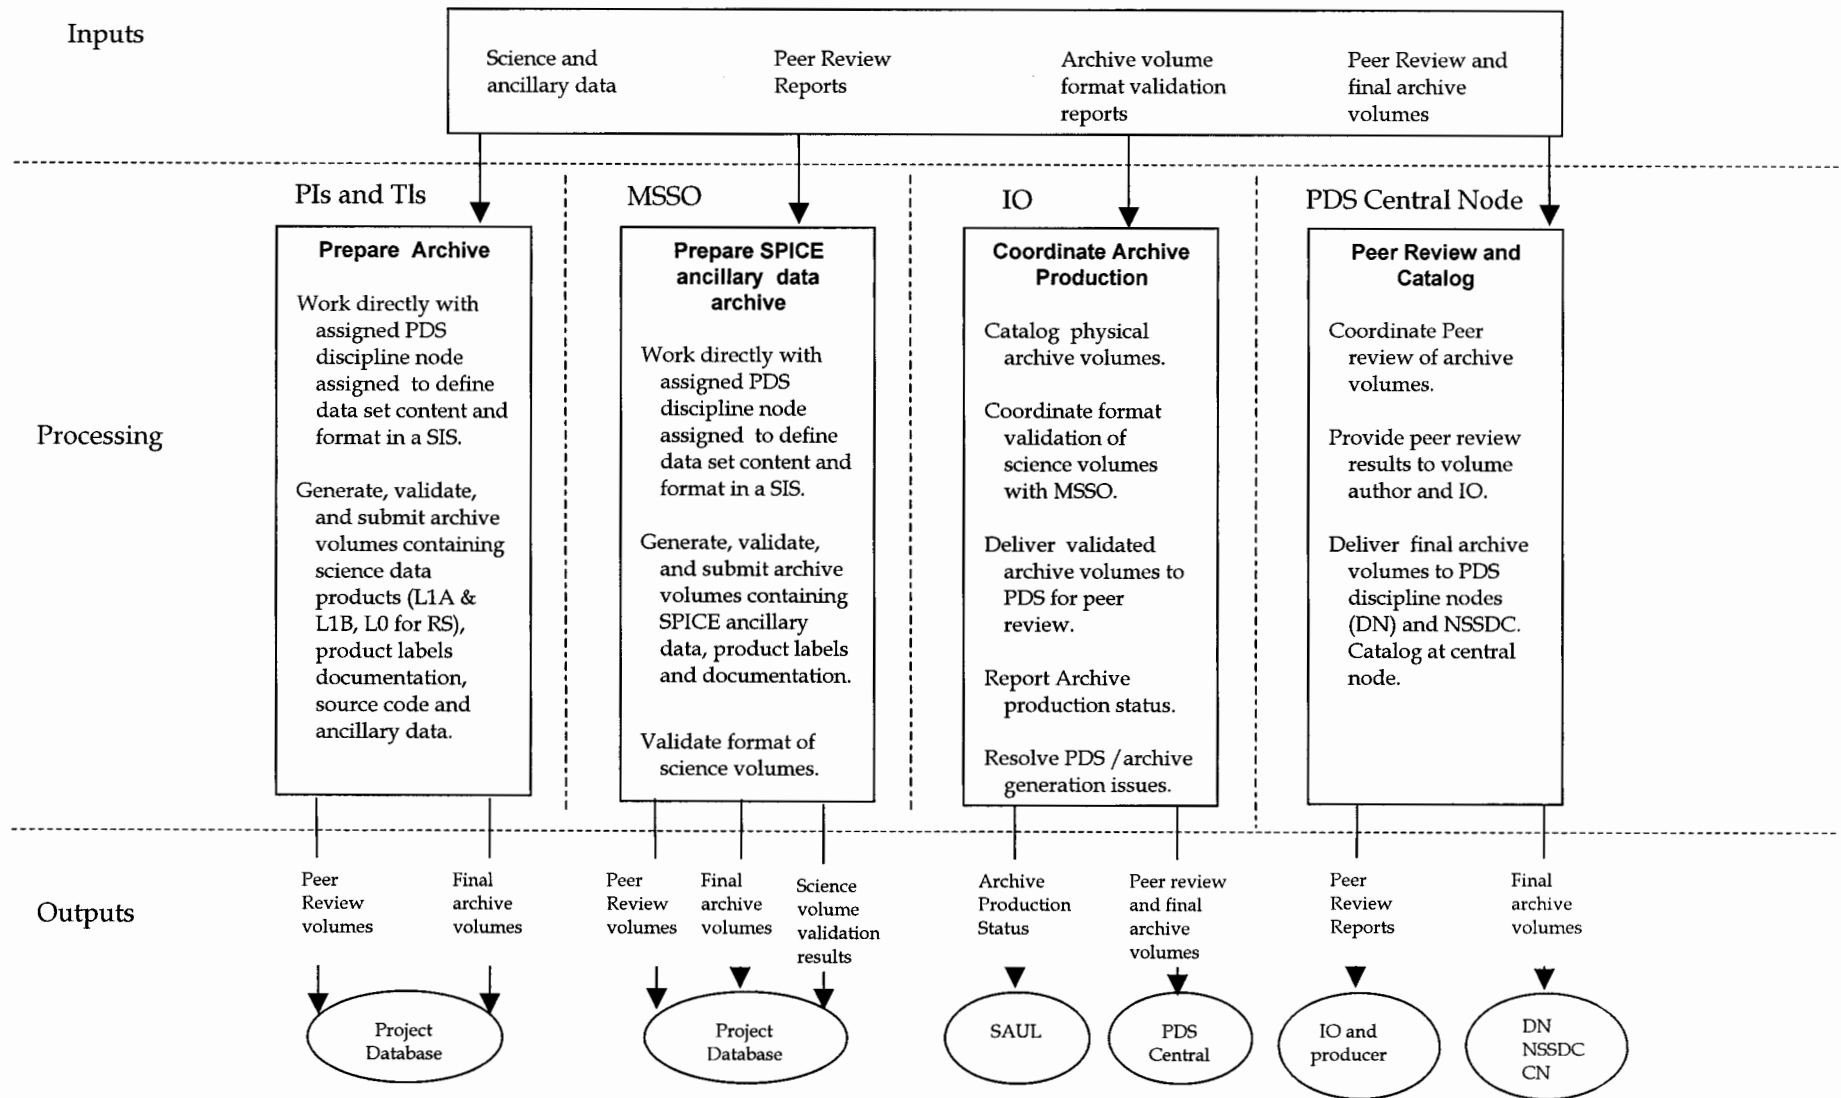 Inputs
Science and
ancillary data
Peer Review
Reports
Archive volume
format validation
reports
Peer Review and
final archive
volumes
Processing
PIs and TIs
Prepare Archive
Work directly with
assigned PDS
discipline node
assigned to define
data set content and
format in a SIS.
Generate, validate,
and submit archive
volumes containing
science data
products (L1A &
L1B, L0 for RS),
product labels
documentation,
source code and
ancillary data.
MSSO
Prepare SPICE
ancillary data
archive
Work directly with
assigned PDS
discipline node
assigned to define
data set content and
format in a SIS.
Generate, validate,
and submit archive
volumes containing
SPICE ancillary
data, product labels
and documentation.
Validate format of
science volumes.
IO
Coordinate Archive
Production
Catalog physical
archive volumes.
Coordinate format
validation of
science volumes
with MSSO.
Deliver validated
archive volumes to
PDS for peer
review.
Report Archive
production status.
Resolve PDS /archive
generation issues.
PDS Central Node
Peer Review and
Catalog
Coordinate Peer
review of archive
volumes.
Provide peer review
results to volume
author and IO.
Deliver final archive
volumes to PDS
discipline nodes
(DN) and NSSDC.
Catalog at central
node.
Outputs
Peer
Review
volumes
Final
archive
volumes
Project
Database
Peer
Review
volumes
Final
archive
volumes
Science
volume
validation
results
Project
Database
Archive
Production
Status
SAUL
Peer review
and final
archive
volumes
PDS
Central
Peer
Review
Reports
IO and
producer
Final
archive
volumes
DN
NSSDC
CN